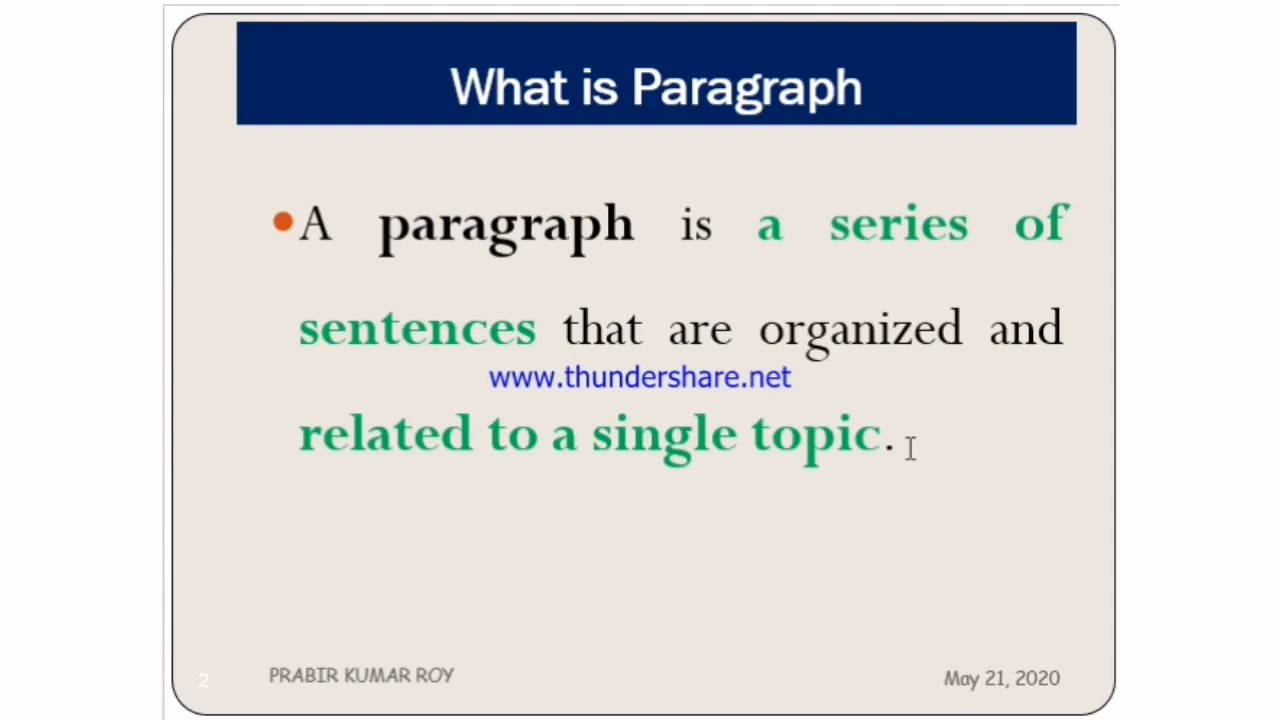 What is Paragraph
•A paragraph is a series of
sentences that are organized and
www.thundershare.net
related to a single topic.
2
PRABIR KUMAR ROY
May 21, 2020